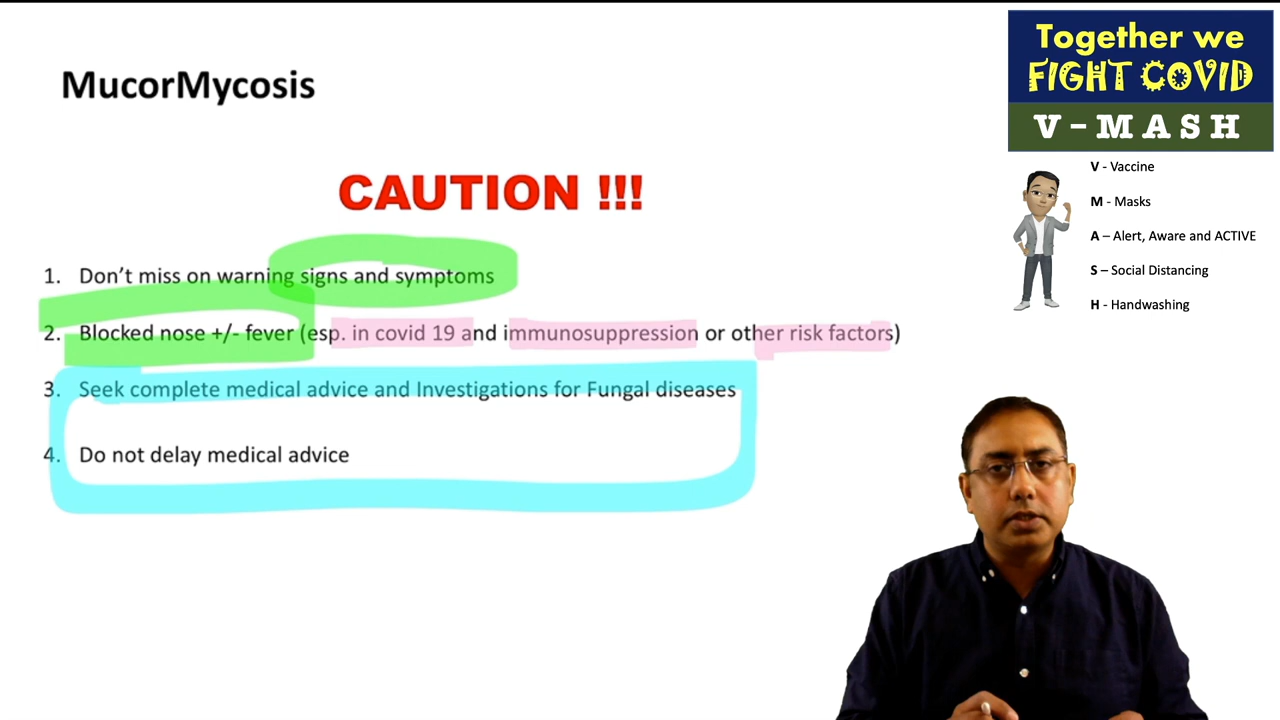 MucorMycosis
CAUTION !!!
1. Don't miss on warning signs and symptoms
2. Blocked nose +/- fever (esp. in covid 19 and immunosuppression or other risk factors)
3. Seek complete medical advice and Investigations for Fungal diseases
4. Do not delay medical advice
Together we
FIGHT COVID
V - MASH
V - Vaccine
M - Masks
A – Alert, Aware and ACTIVE
S – Social Distancing
H - Handwashing